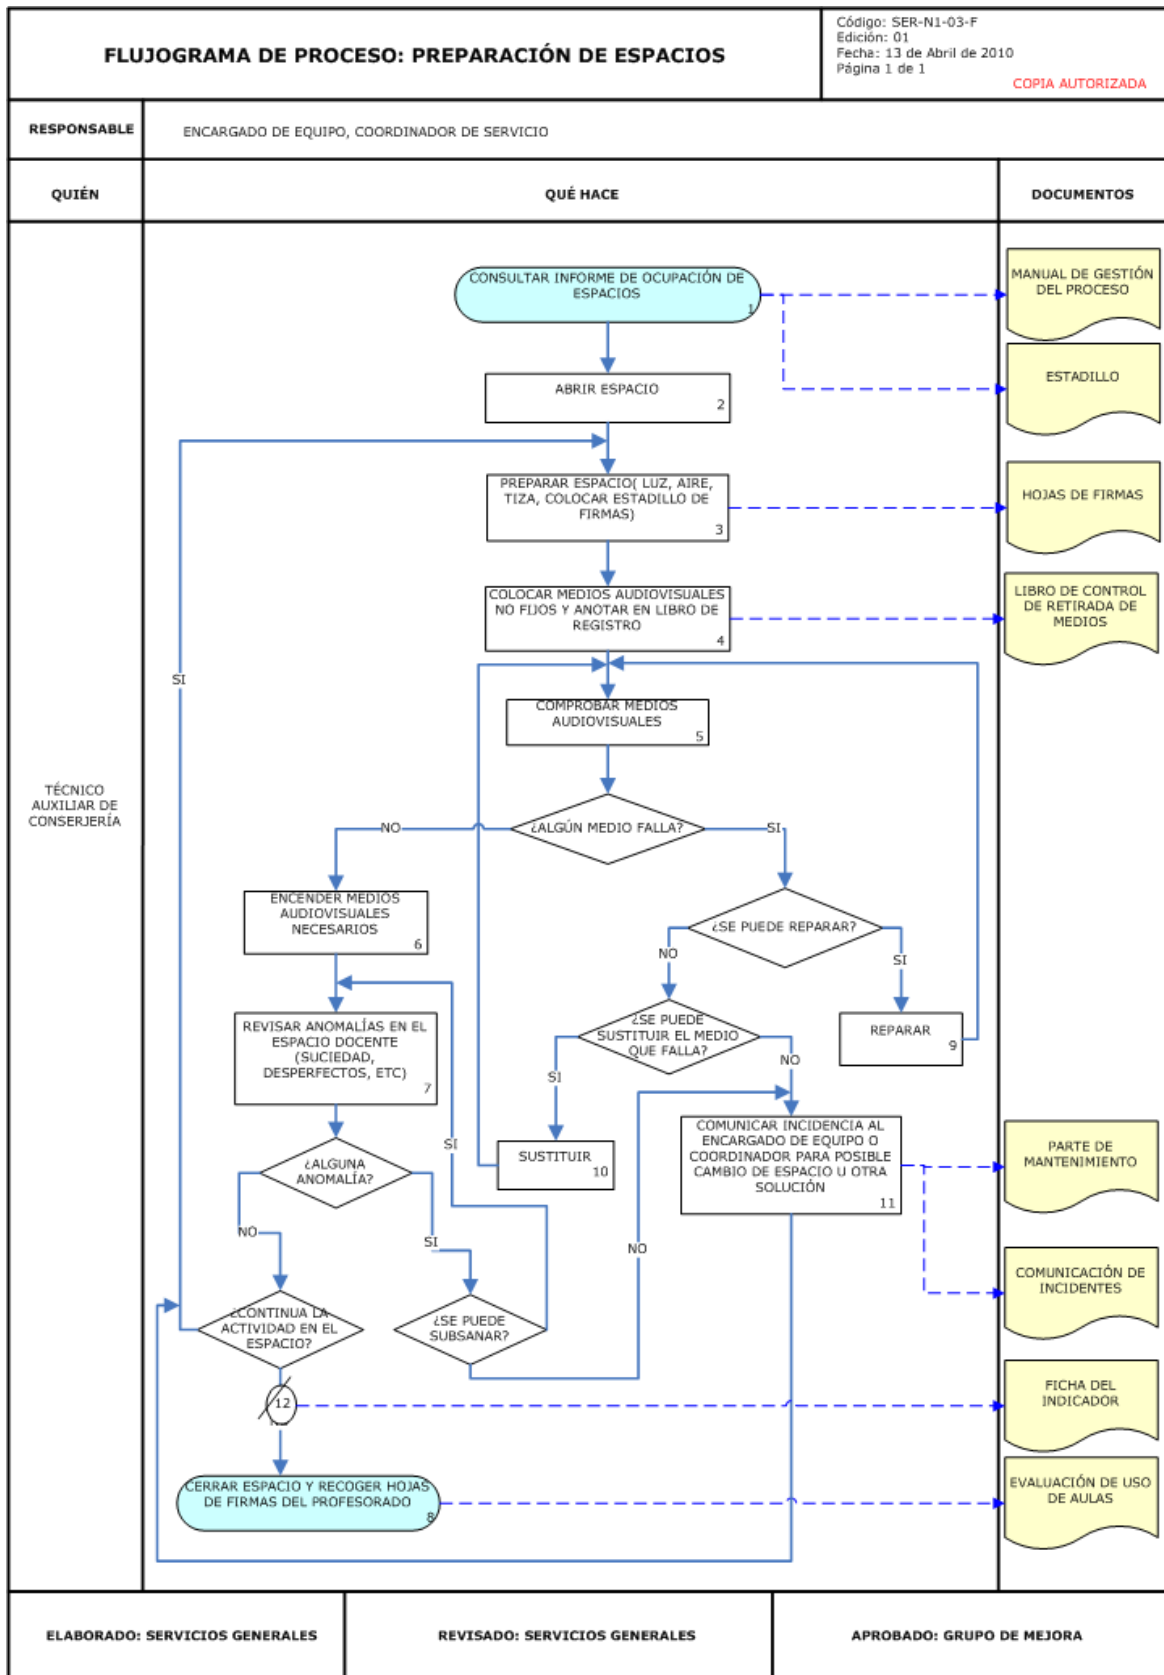 FLUJOGRAMA DE PROCESO: PREPARACIÓN DE ESPACIOS
Código: SER-N1-03-F
Edición: 01
Fecha: 13 de Abril de 2010
Página 1 de 1
COPIA AUTORIZADA
RESPONSABLE
ENCARGADO DE EQUIPO, COORDINADOR DE SERVICIO
QUIÉN
QUÉ HACE
DOCUMENTOS
CONSULTAR INFORME DE OCUPACIÓN DE
ESPACIOS
1
MANUAL DE GESTIÓN
DEL PROCESO
ABRIR ESPACIO
2
ESTADILLO
PREPARAR ESPACIO( LUZ, AIRE,
TIZA, COLOCAR ESTADILLO DE
FIRMAS)
3
HOJAS DE FIRMAS
COLOCAR MEDIOS AUDIOVISUALES
NO FIJOS Y ANOTAR EN LIBRO DE
REGISTRO
4
LIBRO DE CONTROL
DE RETIRADA DE
MEDIOS
SI
COMPROBAR MEDIOS
AUDIOVISUALES
5
TÉCNICO
AUXILIAR DE
CONSERJERÍA
¿ALGÚN MEDIO FALLA?
NO
SI
ENCENDER MEDIOS
AUDIOVISUALES
NECESARIOS
6
¿SE PUEDE REPARAR?
NO
SI
REVISAR ANOMALÍAS EN EL
ESPACIO DOCENTE
(SUCIEDAD,
DESPERFECTOS, ETC)
7
¿SE PUEDE
SUSTITUIR EL MEDIO
QUE FALLA?
REPARAR
9
SI
NO
SI
SUSTITUIR
10
COMUNICAR INCIDENCIA AL
ENCARGADO DE EQUIPO O
COORDINADOR PARA POSIBLE
CAMBIO DE ESPACIO U OTRA
SOLUCIÓN
11
PARTE DE
MANTENIMIENTO
¿ALGUNA
ANOMALÍA?
NO
SI
NO
COMUNICACIÓN DE
INCIDENTES
¿CONTINUA LA
ACTIVIDAD EN EL
ESPACIO?
¿SE PUEDE
SUBSANAR?
12
FICHA DEL
INDICADOR
CERRAR ESPACIO Y RECOGER HOJAS
DE FIRMAS DEL PROFESORADO
8
EVALUACIÓN DE USO
DE AULAS
ELABORADO: SERVICIOS GENERALES
REVISADO: SERVICIOS GENERALES
APROBADO: GRUPO DE MEJORA